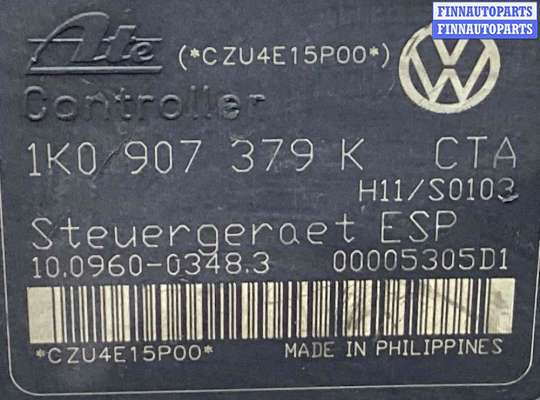 FINNAUTOPARTS
FINNAUTOPARTS
Ate (*CZU4E15P00*)
Controller
1K0 907 379 K CTA
H11/S0103
Steuergeraet ESP
10.0960-0348.3 00005305D1
*CZU4E15P00* MADE IN PHILIPPINES